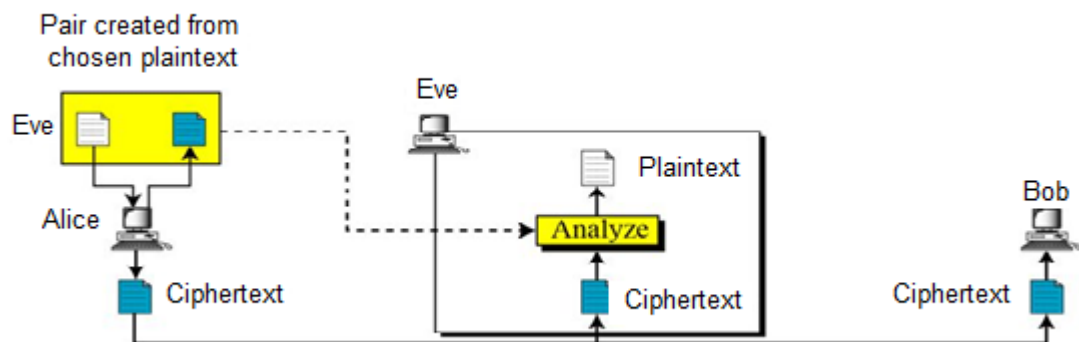 Pair created from
chosen plaintext
Eve
Eve
Plaintext
Bob
Alice
Analyze
Ciphertext
Ciphertext
Ciphertext